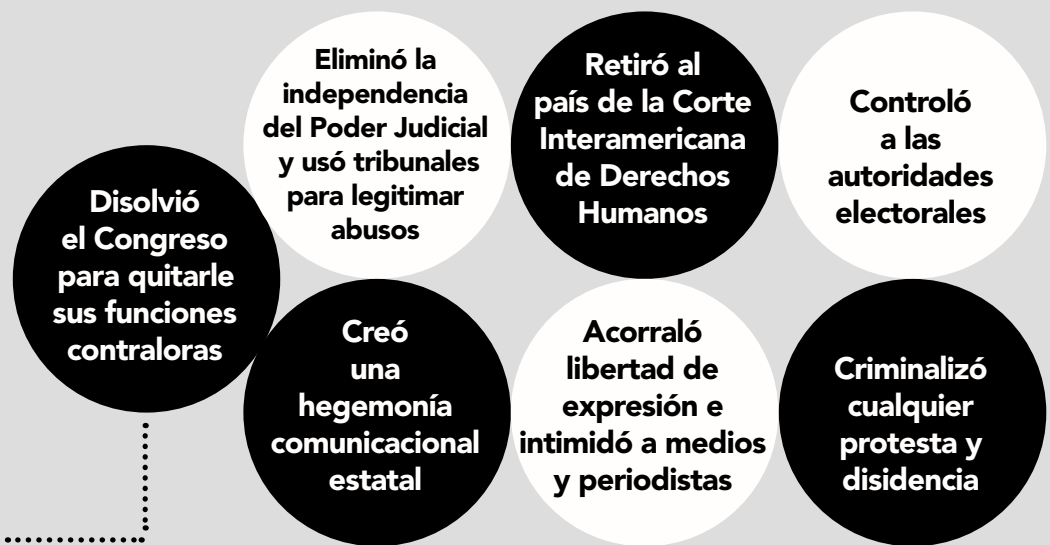 Disolvió
el Congreso
para quitarle
sus funciones
contraloras
Eliminó la
independencia
del Poder Judicial
y usó tribunales
para legitimar
abusos
Retiró al
país de la Corte
Interamericana
de Derechos
Humanos
Controló
a las
autoridades
electorales
Creó
una
hegemonía
comunicacional
estatal
Acorraló
libertad de
expresión e
intimidó a medios
y periodistas
Criminalizó
cualquier
protesta y
disidencia